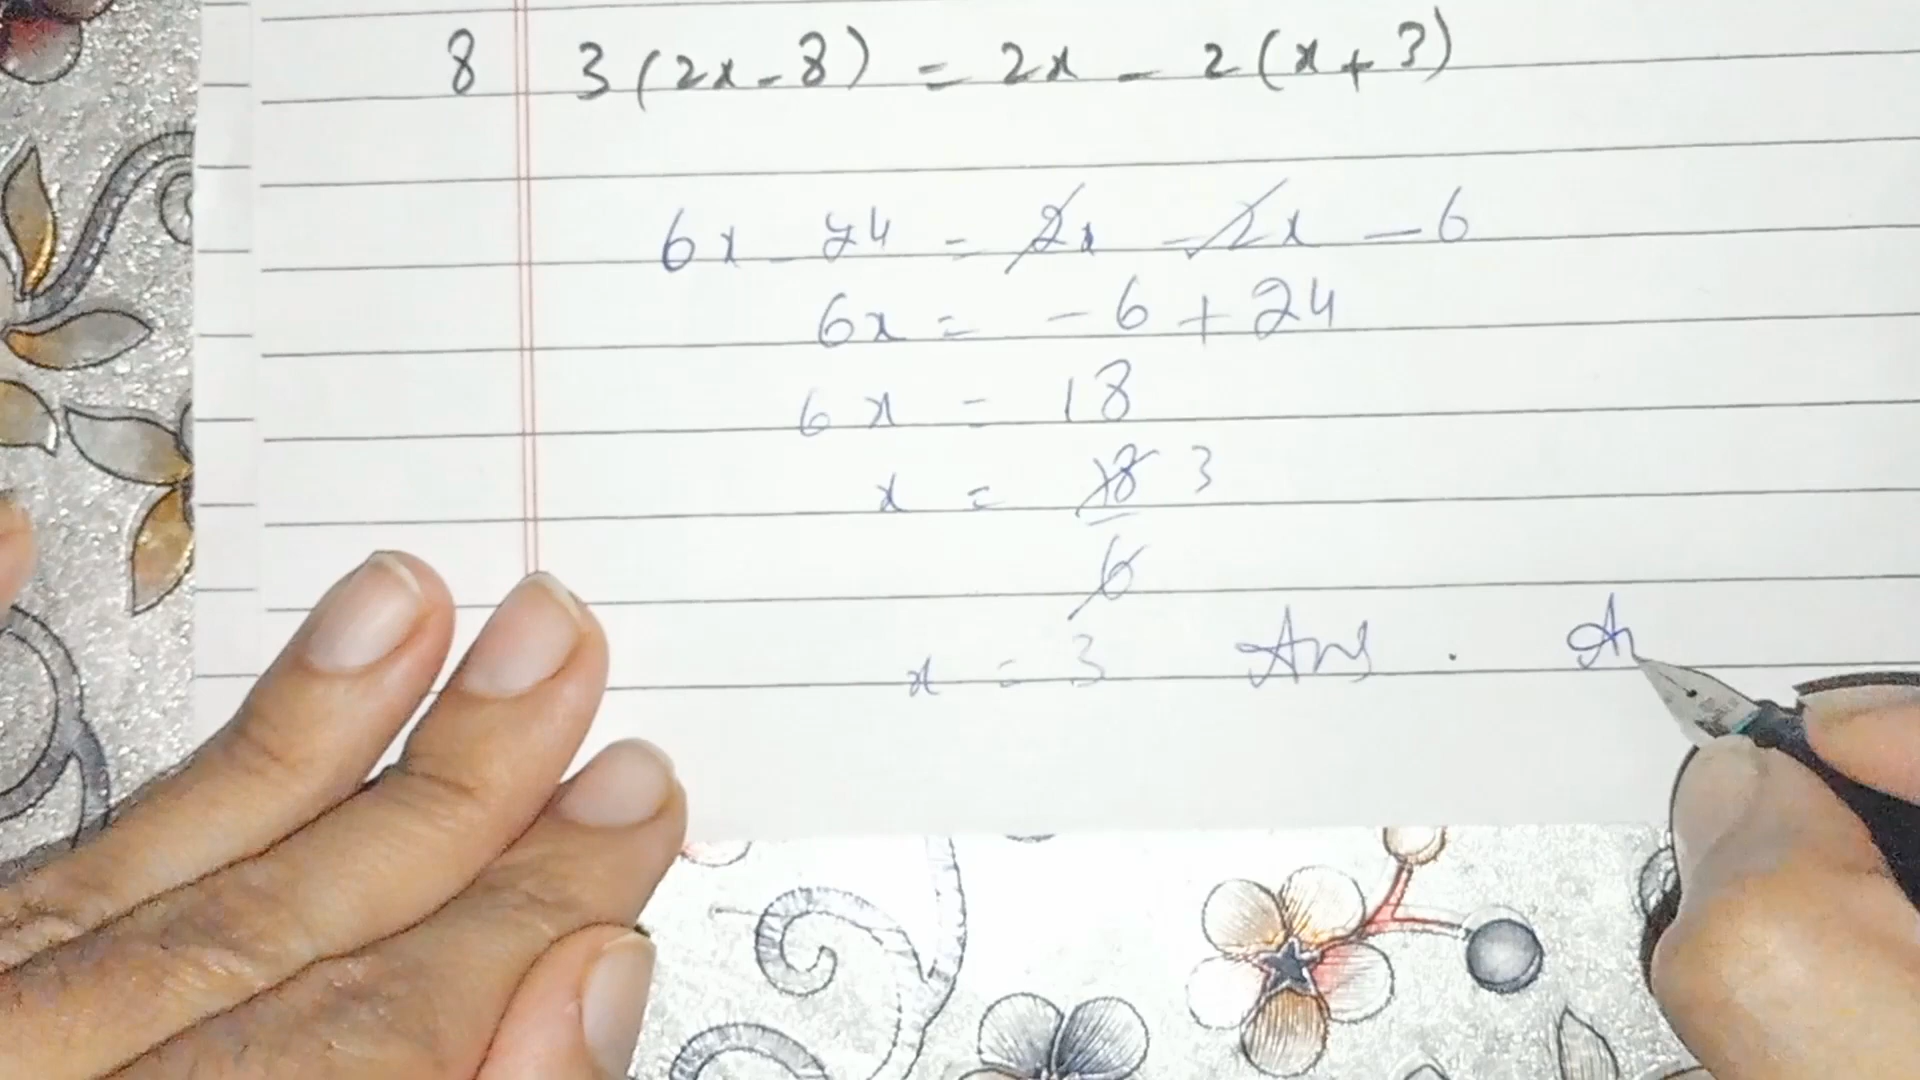 8 3(2x-8) = 2x - 2(x+3)
6x - 24 = 2x - 2x - 6
6x = - 6 + 24
6x = 18
x = 18 3
6
x = 3 Ans . An